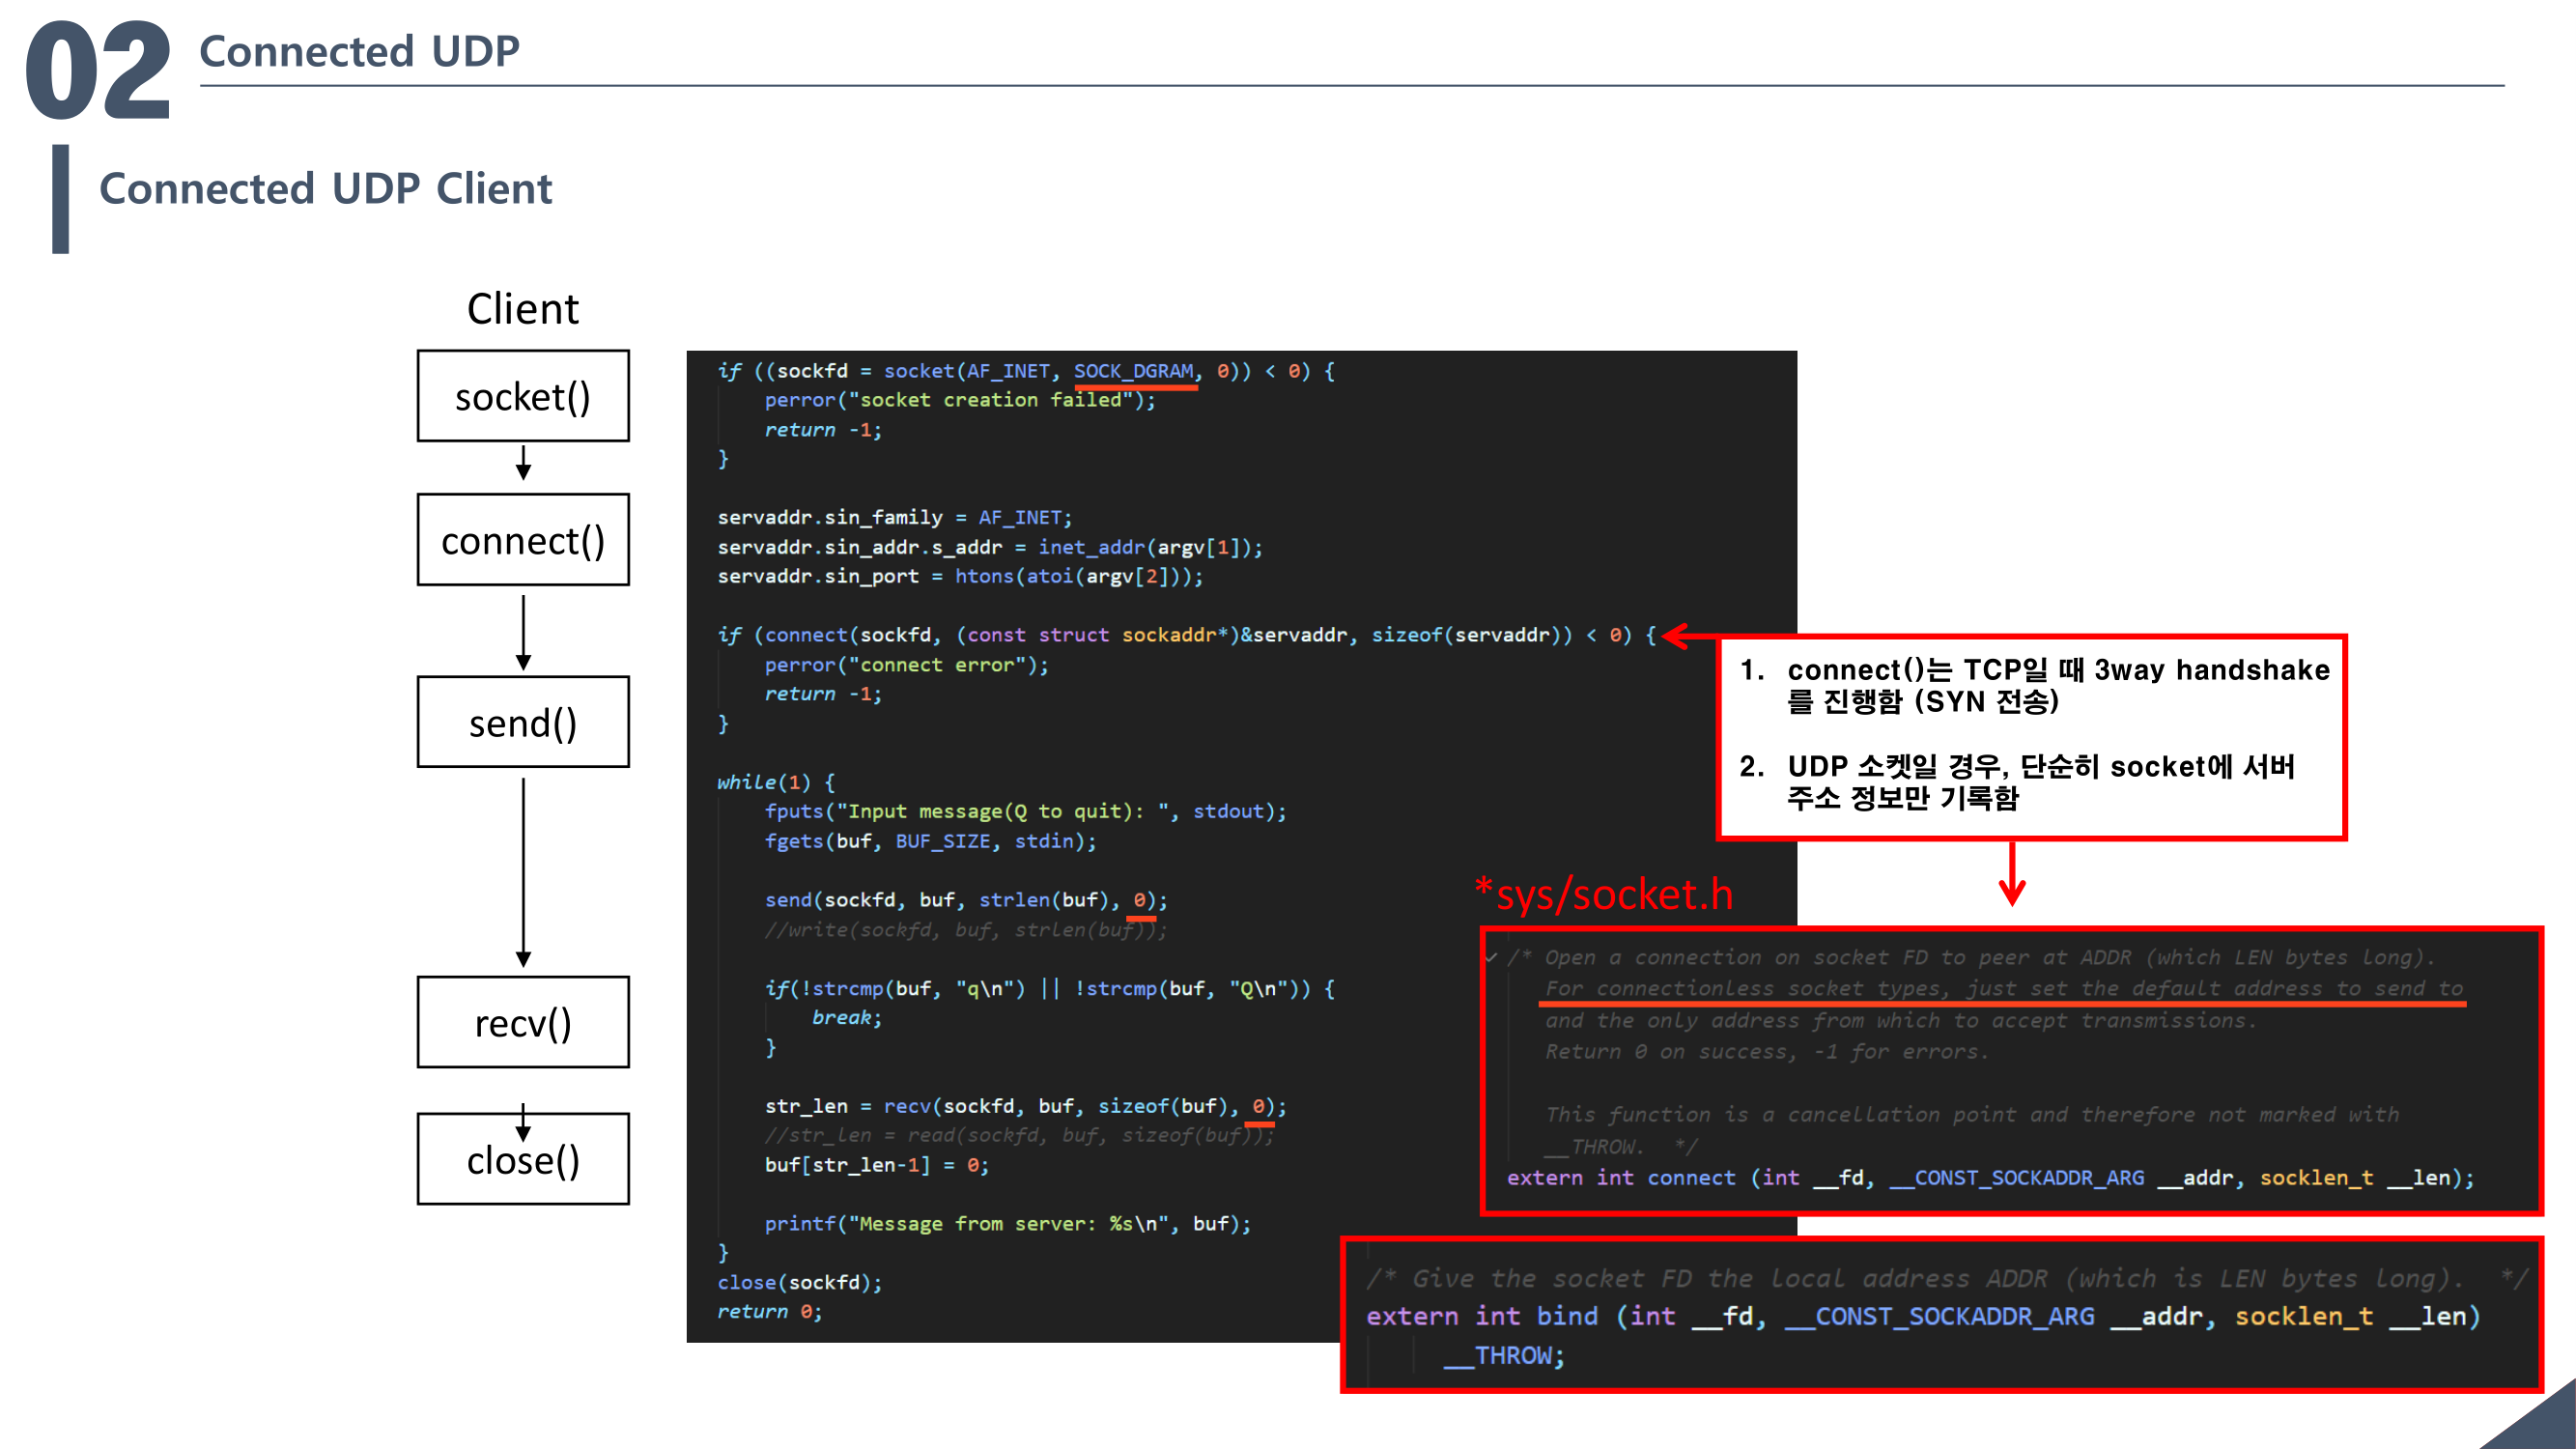 02
Connected UDP
Connected UDP Client
Client
socket()
connect()
send()
recv()
close()
if ((sockfd = socket(AF_INET, SOCK_DGRAM, 0)) < 0) {
perror("socket creation failed");
return -1;
}
servaddr.sin_family = AF_INET;
servaddr.sin_addr.s_addr = inet_addr(argv[1]);
servaddr.sin_port = htons(atoi(argv[2]));
if (connect(sockfd, (const struct sockaddr*)&servaddr, sizeof(servaddr)) < 0) {
perror("connect error");
return -1;
}
while(1) {
fputs("Input message(Q to quit): ", stdout);
fgets(buf, BUF_SIZE, stdin);
send(sockfd, buf, strlen(buf), 0);
//write(sockfd, buf, strlen(buf));
if(!strcmp(buf, "q\n") || !strcmp(buf, "Q\n")) {
break;
}
str_len = recv(sockfd, buf, sizeof(buf), 0);
//str_len = read(sockfd, buf, sizeof(buf));
buf[str_len-1] = 0;
printf("Message from server: %s\n", buf);
}
close(sockfd);
return 0;
1. connect()는 TCP일 때 3way handshake
를 진행함 (SYN 전송)
2. UDP 소켓일 경우, 단순히 socket에 서버
주소 정보만 기록함
*sys/socket.h
/* Open a connection on socket FD to peer at ADDR (which LEN bytes long).
For connectionless socket types, just set the default address to send to
and the only address from which to accept transmissions.
Return 0 on success, -1 for errors.
This function is a cancellation point and therefore not marked with
__THROW. */
extern int connect (int __fd, __CONST_SOCKADDR_ARG __addr, socklen_t __len);
/* Give the socket FD the local address ADDR (which is LEN bytes long). */
extern int bind (int __fd, __CONST_SOCKADDR_ARG __addr, socklen_t __len)
__THROW;